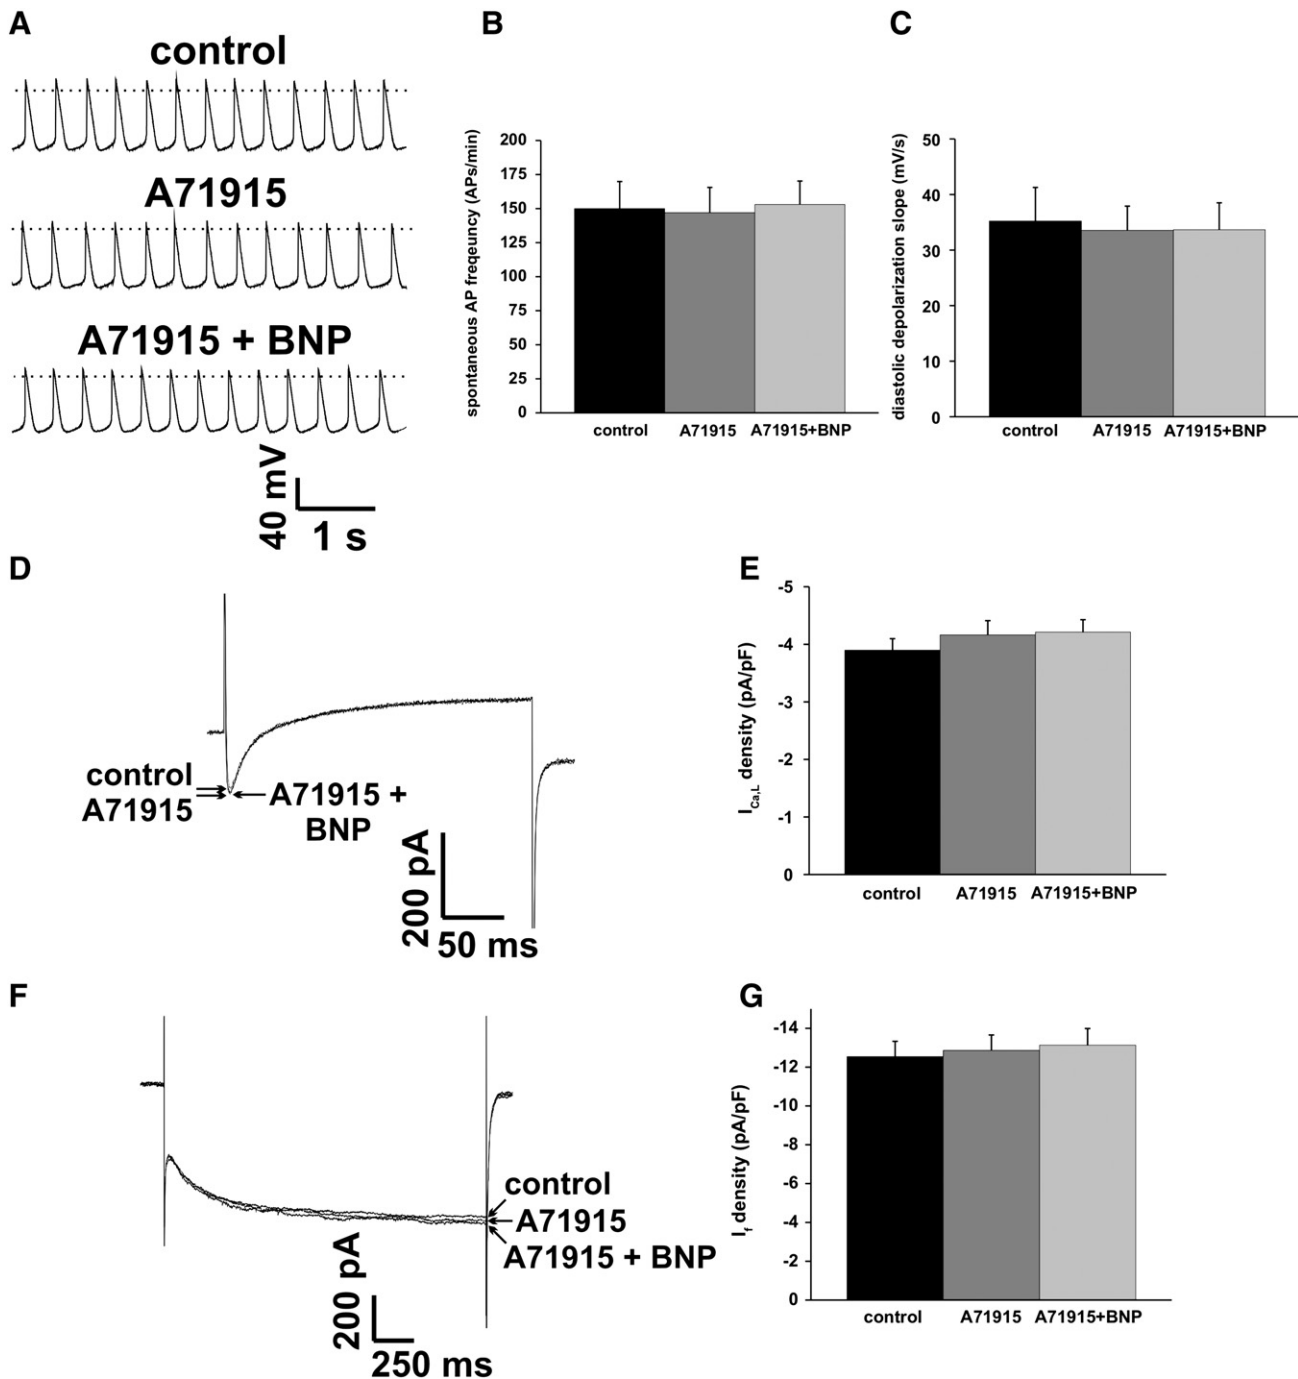 A
control
A71915
A71915 + BNP
40 mV
1 s
B
spontaneous AP freqeuncy (APs/min)
200
175
150
125
100
75
50
25
0
control
A71915
A71915+BNP
C
diastolic depolarization slope (mV/s)
50
40
30
20
10
0
control
A71915
A71915+BNP
D
control
A71915
A71915 +
BNP
200 pA
50 ms
E
I_Ca,L density (pA/pF)
-5
-4
-3
-2
-1
0
control
A71915
A71915+BNP
F
control
A71915
A71915 + BNP
200 pA
250 ms
G
I_f density (pA/pF)
-14
-12
-10
-8
-6
-4
-2
0
control
A71915
A71915+BNP